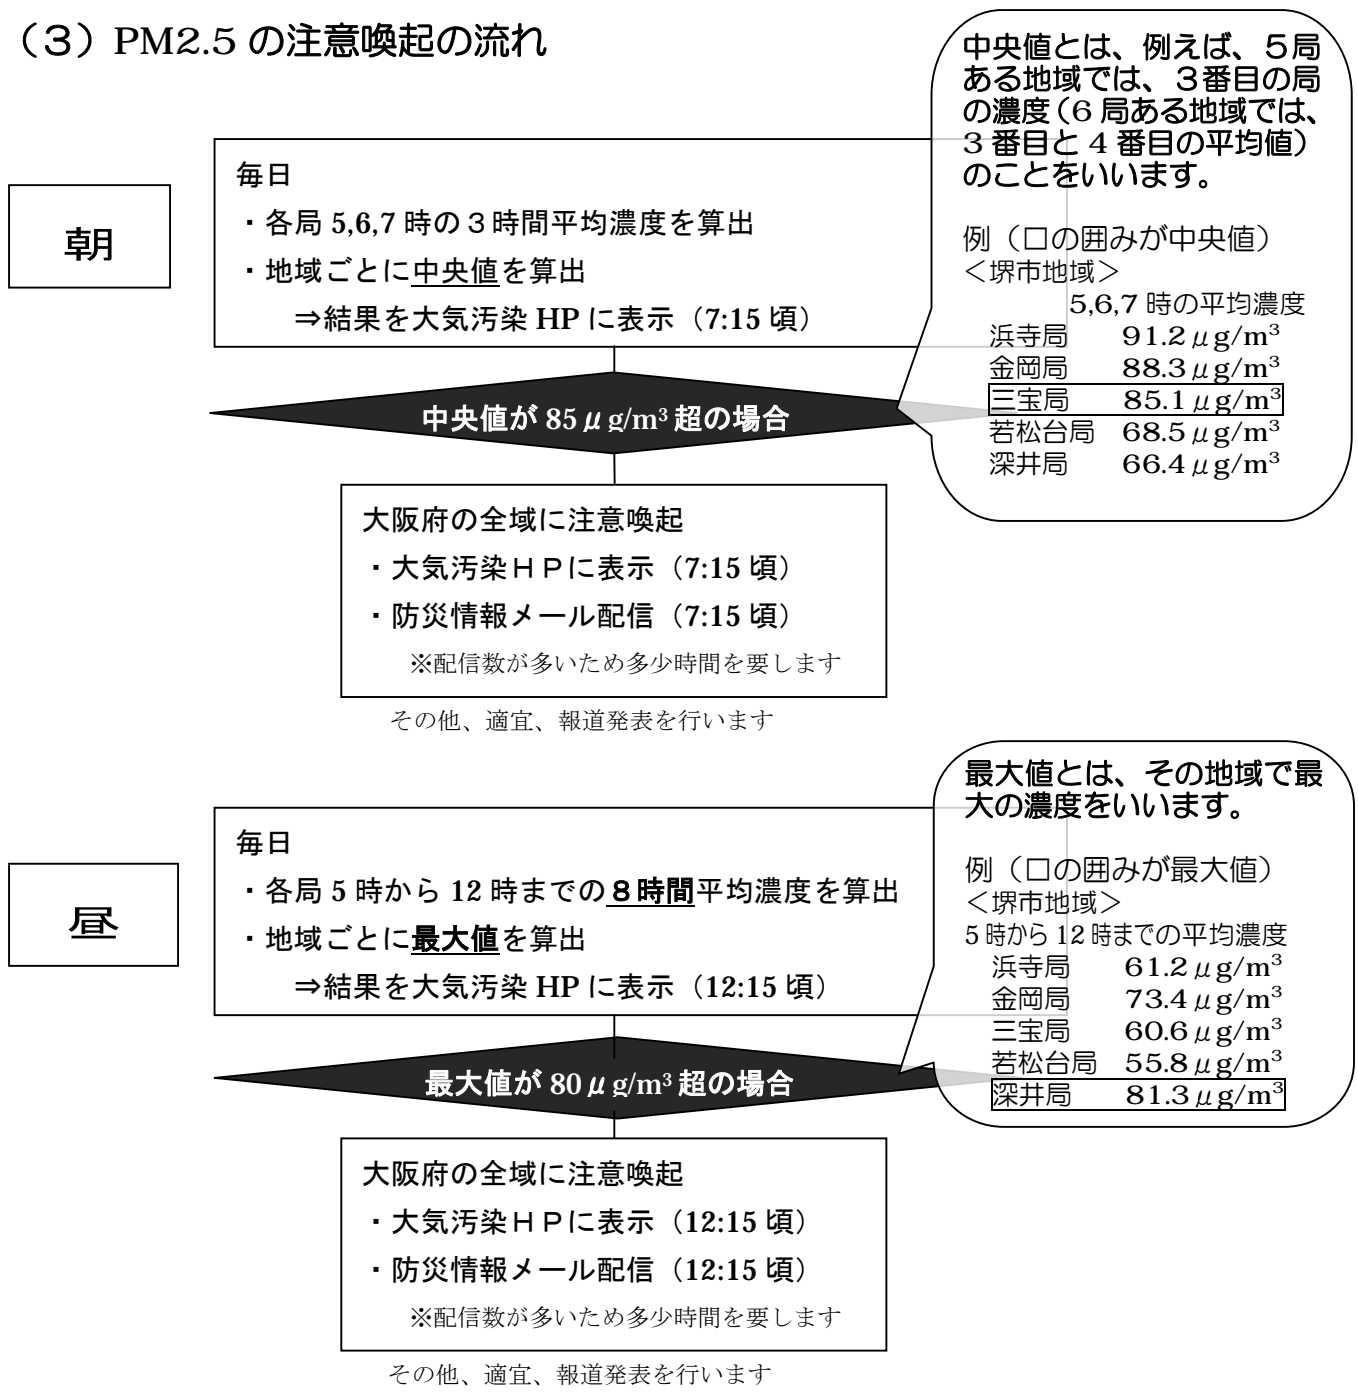 （３）PM2.5 の注意喚起の流れ
中央値とは、例えば、５局
ある地域では、３番目の局
の濃度（6 局ある地域では、
3 番目と 4 番目の平均値）
のことをいいます。
例（口の囲みが中央値）
＜堺市地域＞
5,6,7 時の平均濃度
浜寺局 91.2μg/m³
金岡局 88.3μg/m³
三宝局 85.1μg/m³
若松台局 68.5μg/m³
深井局 66.4μg/m³
朝
毎日
・各局 5,6,7 時の３時間平均濃度を算出
・地域ごとに中央値を算出
⇒結果を大気汚染 HP に表示（7:15 頃）
中央値が 85μg/m³ 超の場合
大阪府の全域に注意喚起
・大気汚染ＨＰに表示（7:15 頃）
・防災情報メール配信（7:15 頃）
※配信数が多いため多少時間を要します
その他、適宜、報道発表を行います
最大値とは、その地域で最
大の濃度をいいます。
例（口の囲みが最大値）
＜堺市地域＞
5 時から 12 時までの平均濃度
浜寺局 61.2μg/m³
金岡局 73.4μg/m³
三宝局 60.6μg/m³
若松台局 55.8μg/m³
深井局 81.3μg/m³
昼
毎日
・各局 5 時から 12 時までの８時間平均濃度を算出
・地域ごとに最大値を算出
⇒結果を大気汚染 HP に表示（12:15 頃）
最大値が 80μg/m³ 超の場合
大阪府の全域に注意喚起
・大気汚染ＨＰに表示（12:15 頃）
・防災情報メール配信（12:15 頃）
※配信数が多いため多少時間を要します
その他、適宜、報道発表を行います